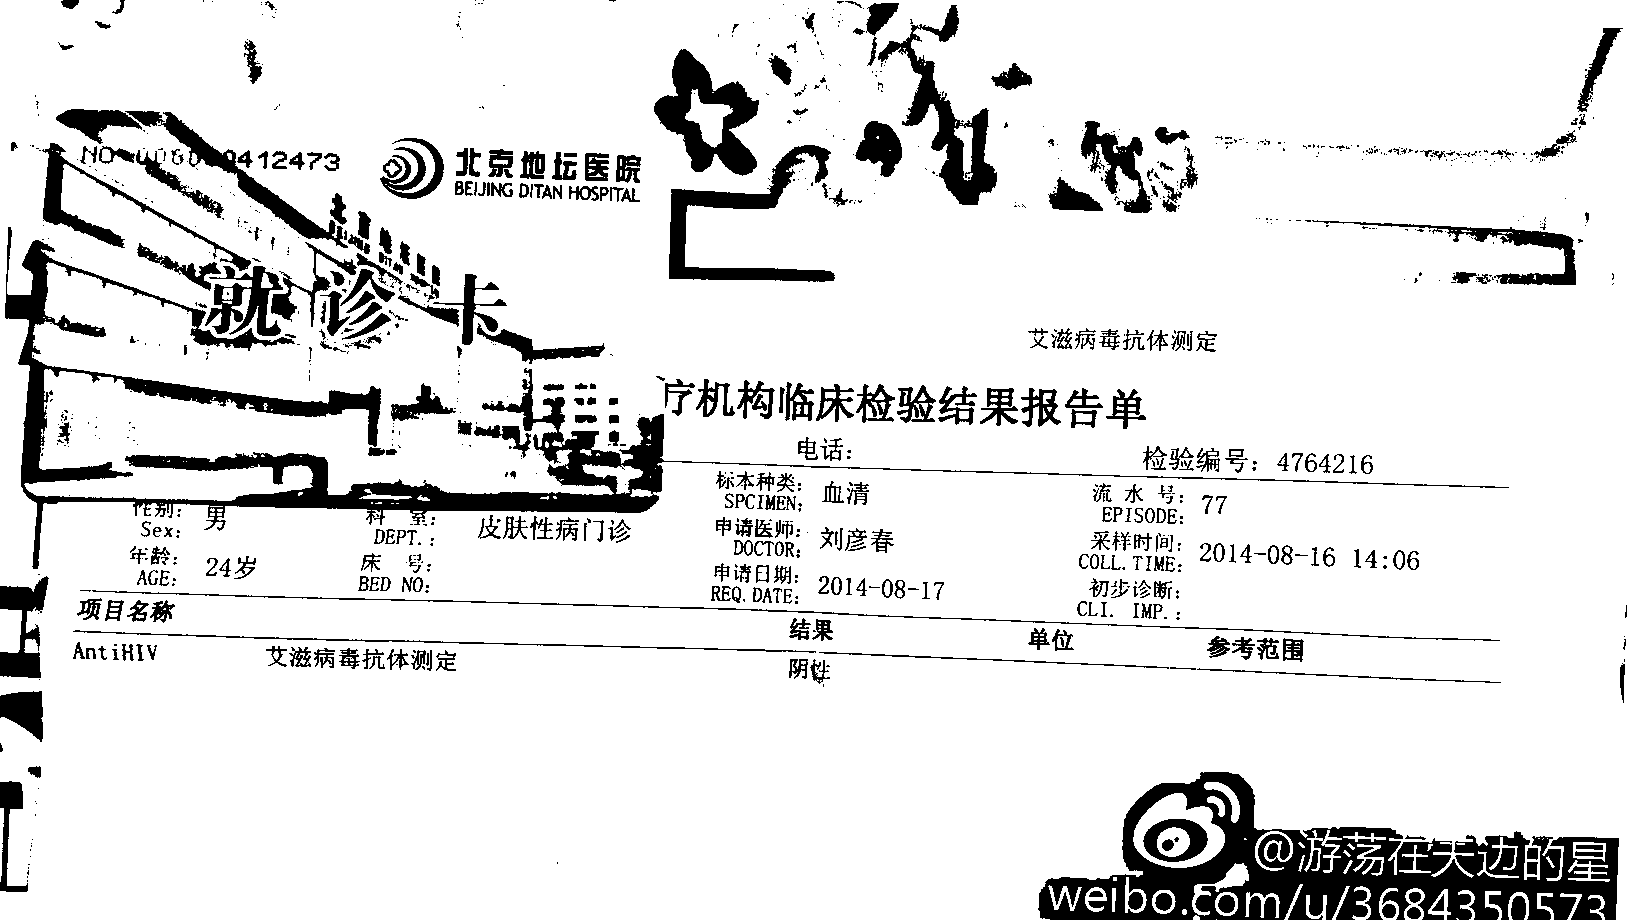 NO 006000412473
北京地坛医院
BEIJING DITAN HOSPITAL
就诊卡
艾滋病毒抗体测定
疗机构临床检验结果报告单
电话:
检验编号: 4764216
性别: 男
Sex:
科 室: 皮肤性病门诊
DEPT.:
标本种类: 血清
SPCIMEN:
流 水 号: 77
EPISODE:
年龄: 24岁
AGE:
床 号:
BED NO:
申请医师: 刘彦春
DOCTOR:
采样时间: 2014-08-16 14:06
COLL.TIME:
申请日期: 2014-08-17
REQ.DATE:
初步诊断:
CLI. IMP.:
项目名称 结果 单位 参考范围
AntiHIV 艾滋病毒抗体测定 阴性
@游荡在天边的星
weibo.com/u/3684350573